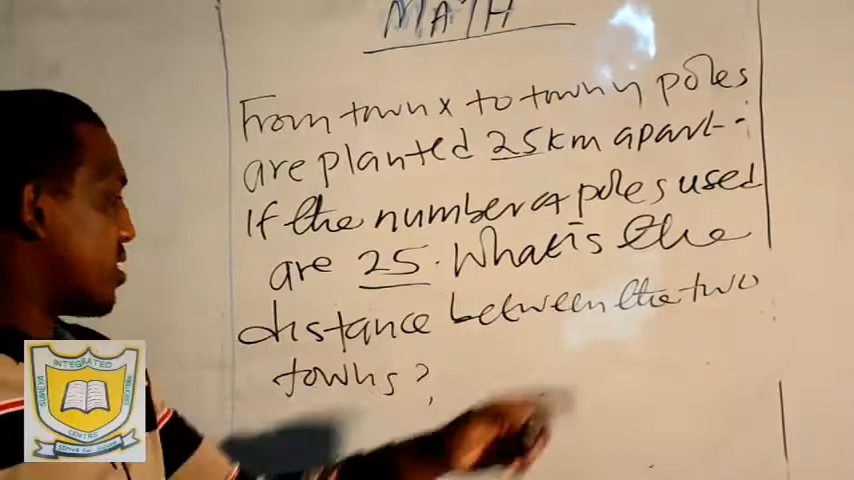 MATH
From town x to town y poles
are planted 25km apart.
If the number of poles used
are 25. What is the
distance between the two
towns?
INTEGRATED
SUMEYA
CENTRE